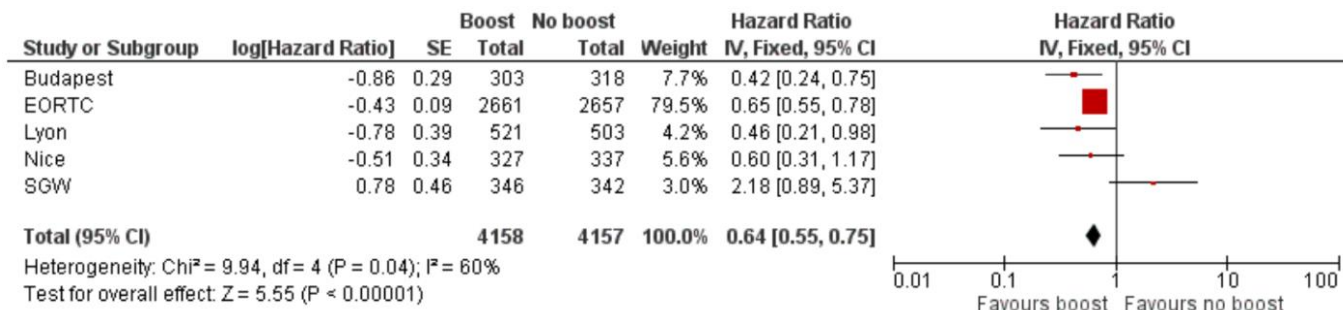 Boost No boost Hazard Ratio Hazard Ratio
Study or Subgroup log[Hazard Ratio] SE Total Total Weight IV, Fixed, 95% CI IV, Fixed, 95% CI
Budapest -0.86 0.29 303 318 7.7% 0.42 [0.24, 0.75]
EORTC -0.43 0.09 2661 2657 79.5% 0.65 [0.55, 0.78]
Lyon -0.78 0.39 521 503 4.2% 0.46 [0.21, 0.98]
Nice -0.51 0.34 327 337 5.6% 0.60 [0.31, 1.17]
SGW 0.78 0.46 346 342 3.0% 2.18 [0.89, 5.37]
Total (95% CI) 4158 4157 100.0% 0.64 [0.55, 0.75]
Heterogeneity: Chi² = 9.94, df = 4 (P = 0.04); I² = 60%
Test for overall effect: Z = 5.55 (P < 0.00001)
0.01 0.1 1 10 100
Favours boost Favours no boost